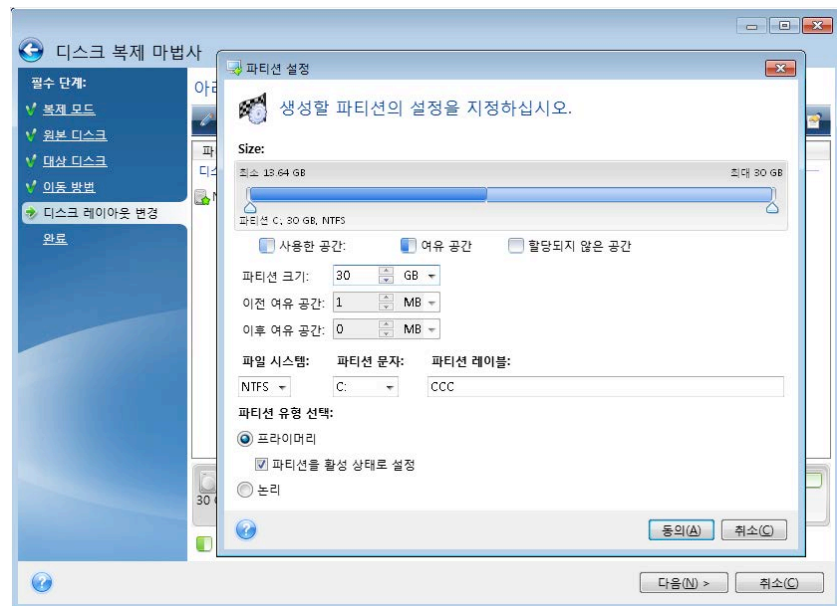 디스크 복제 마법사
필수 단계:
복제 모드
원본 디스크
대상 디스크
이동 방법
디스크 레이아웃 변경
완료
파티션 설정
생성할 파티션의 설정을 지정하십시오.
Size:
최소 13.64 GB 최대 30 GB
파티션 C; 30 GB, NTFS
사용한 공간: 여유 공간 할당되지 않은 공간
파티션 크기: 30 GB
이전 여유 공간: 1 MB
이후 여유 공간: 0 MB
파일 시스템: 파티션 문자: 파티션 레이블:
NTFS C: CCC
파티션 유형 선택:
프라이머리
파티션을 활성 상태로 설정
논리
30
동의(A) 취소(C)
다음(N) > 취소(C)